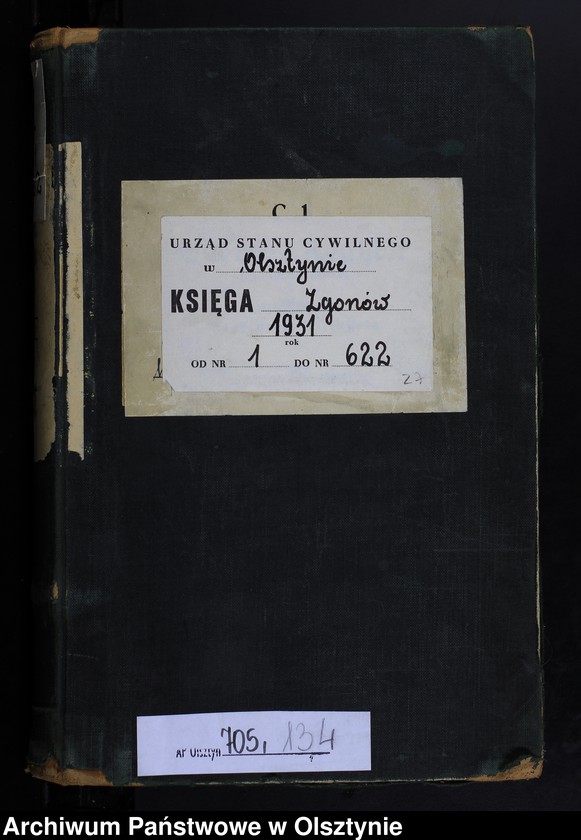 URZĄD STANU CYWILNEGO
w Olsztynie
KSIĘGA Zgonów
1931
rok
OD NR 1 DO NR 622
27
AP Olsztyn 705, 134
Archiwum Państwowe w Olsztynie